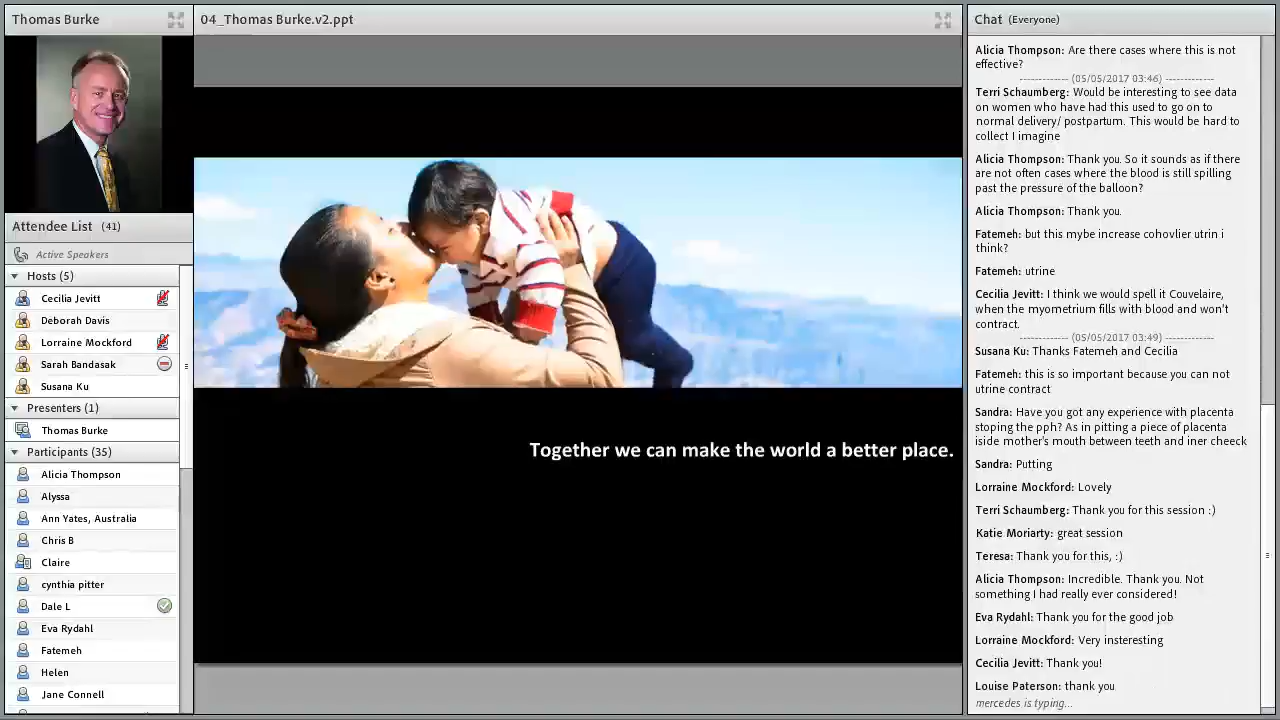 Thomas Burke
Attendee List (41)
Active Speakers
Hosts (5)
Cecilia Jevitt
Deborah Davis
Lorraine Mockford
Sarah Bandasak
Susana Ku
Presenters (1)
Thomas Burke
Participants (35)
Alicia Thompson
Alyssa
Ann Yates, Australia
Chris B
Claire
cynthia pitter
Dale L
Eva Rydahl
Fatemeh
Helen
Jane Connell
04_Thomas Burke.v2.ppt
Together we can make the world a better place.
Chat (Everyone)
Alicia Thompson: Are there cases where this is not
effective?
------------- (05/05/2017 03:46) -------------
Terri Schaumberg: Would be interesting to see data
on women who have had this used to go on to
normal delivery/ postpartum. This would be hard to
collect I imagine
Alicia Thompson: Thank you. So it sounds as if there
are not often cases where the blood is still spilling
past the pressure of the balloon?
Alicia Thompson: Thank you.
Fatemeh: but this mybe increase cohovlier utrin i
think?
Fatemeh: utrine
Cecilia Jevitt: I think we would spell it Couvelaire,
when the myometrium fills with blood and won't
contract.
------------- (05/05/2017 03:49) -------------
Susana Ku: Thanks Fatemeh and Cecilia
Fatemeh: this is so important because you can not
utrine contract
Sandra: Have you got any experience with placenta
stoping the pph? As in pitting a piece of placenta
iside mother's mouth between teeth and iner cheeck
Sandra: Putting
Lorraine Mockford: Lovely
Terri Schaumberg: Thank you for this session :)
Katie Moriarty: great session
Teresa: Thank you for this, :)
Alicia Thompson: Incredible. Thank you. Not
something I had really ever considered!
Eva Rydahl: Thank you for the good job
Lorraine Mockford: Very insteresting
Cecilia Jevitt: Thank you!
Louise Paterson: thank you
mercedes is typing...